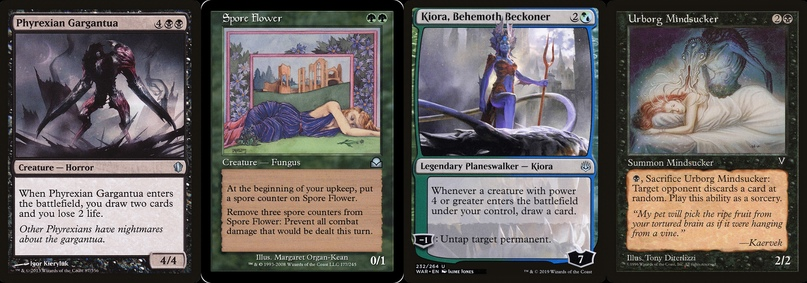 Phyrexian Gargantua 4
Creature — Horror
When Phyrexian Gargantua enters
the battlefield, you draw two cards
and you lose 2 life.
Other Phyrexians have nightmares
about the gargantua.
Igor Kieryluk
4/4
Spore Flower
Creature — Fungus
At the beginning of your upkeep, put
a spore counter on Spore Flower.
Remove three spore counters from
Spore Flower: Prevent all combat
damage that would be dealt this turn.
Illus. Margaret Organ-Kean
0/1
Kiora, Behemoth Beckoner 2
Legendary Planeswalker — Kiora
Whenever a creature with power
4 or greater enters the battlefield
under your control, draw a card.
-1: Untap target permanent.
7
232/264 U
WAR • EN
™ & © 2019 Wizards of the Coast
Urborg Mindsucker 2
Summon Mindsucker
, Sacrifice Urborg Mindsucker:
Target opponent discards a card at
random. Play this ability as a sorcery.
"My pet will pick the ripe fruit from
your tortured brain as if it were hanging
from a vine."
—Kaervek
Illus. Tony Diterlizzi
2/2